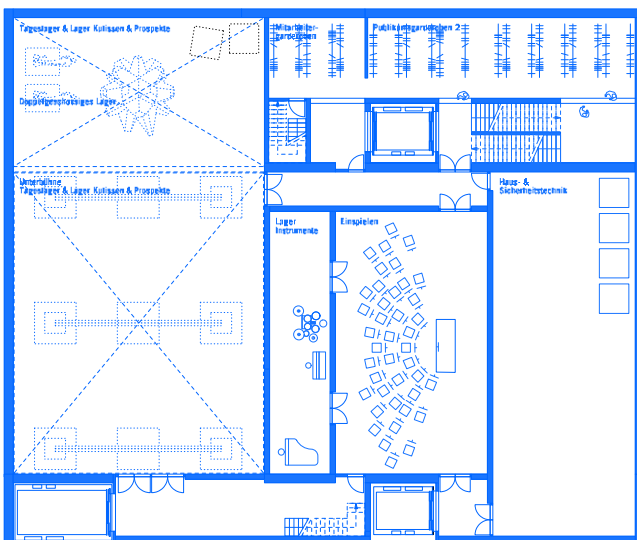 Tageslager & Lager Kulissen & Prospekte
Mitarbeiter-
garderoben
Publikumsgarderoben 2
Doppelgeschossiges Lager
Unterbühne
Tageslager & Lager Kulissen & Prospekte
Haus- &
Sicherheitstechnik
Lager
Instrumente
Einspielen